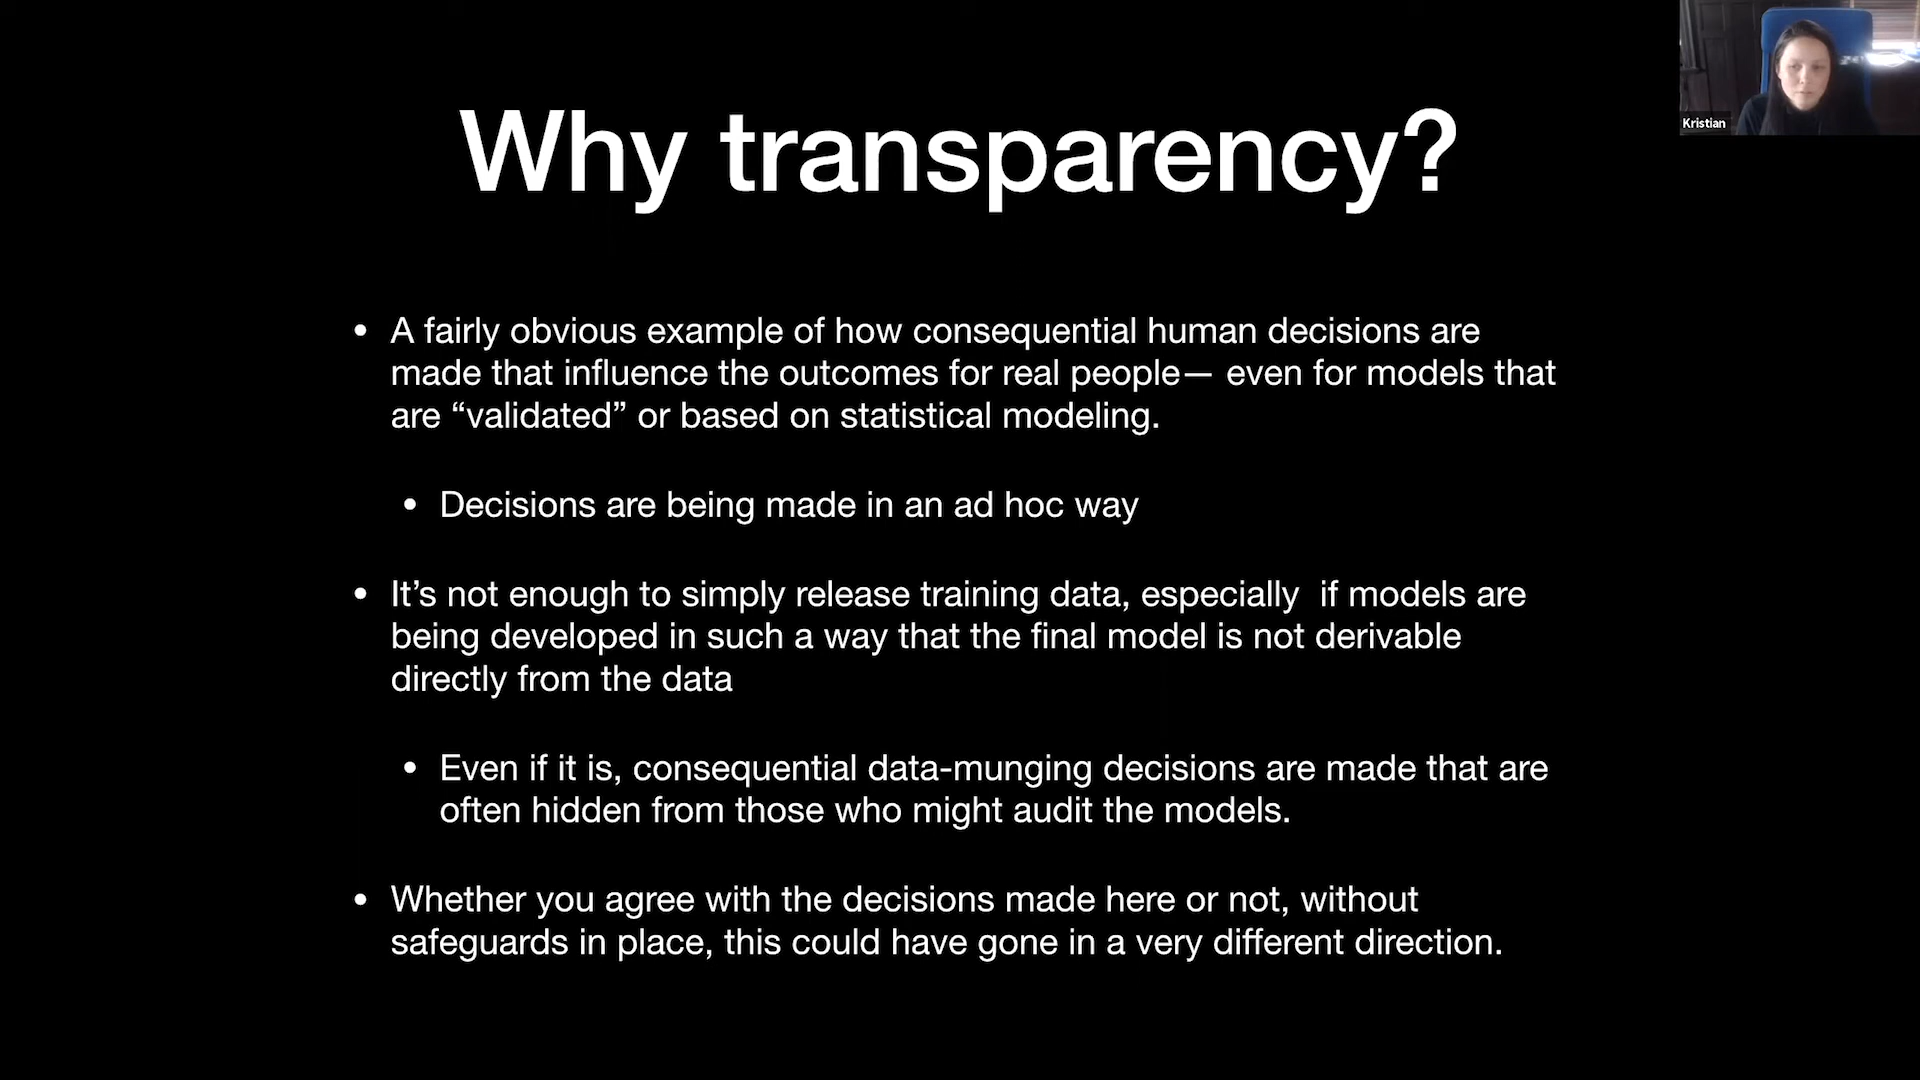 Why transparency?
Kristian
• A fairly obvious example of how consequential human decisions are
made that influence the outcomes for real people— even for models that
are “validated” or based on statistical modeling.
• Decisions are being made in an ad hoc way
• It’s not enough to simply release training data, especially  if models are
being developed in such a way that the final model is not derivable
directly from the data
• Even if it is, consequential data-munging decisions are made that are
often hidden from those who might audit the models.
• Whether you agree with the decisions made here or not, without
safeguards in place, this could have gone in a very different direction.